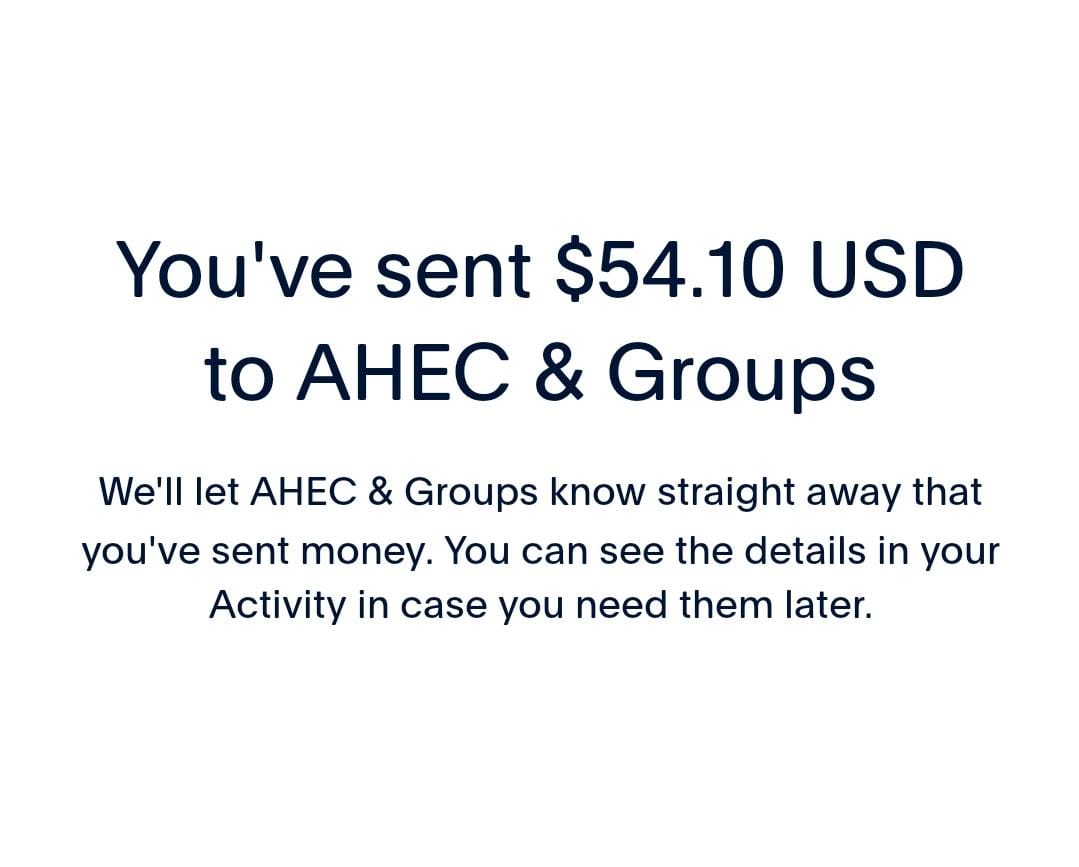 You've sent $54.10 USD
to AHEC & Groups
We'll let AHEC & Groups know straight away that
you've sent money. You can see the details in your
Activity in case you need them later.